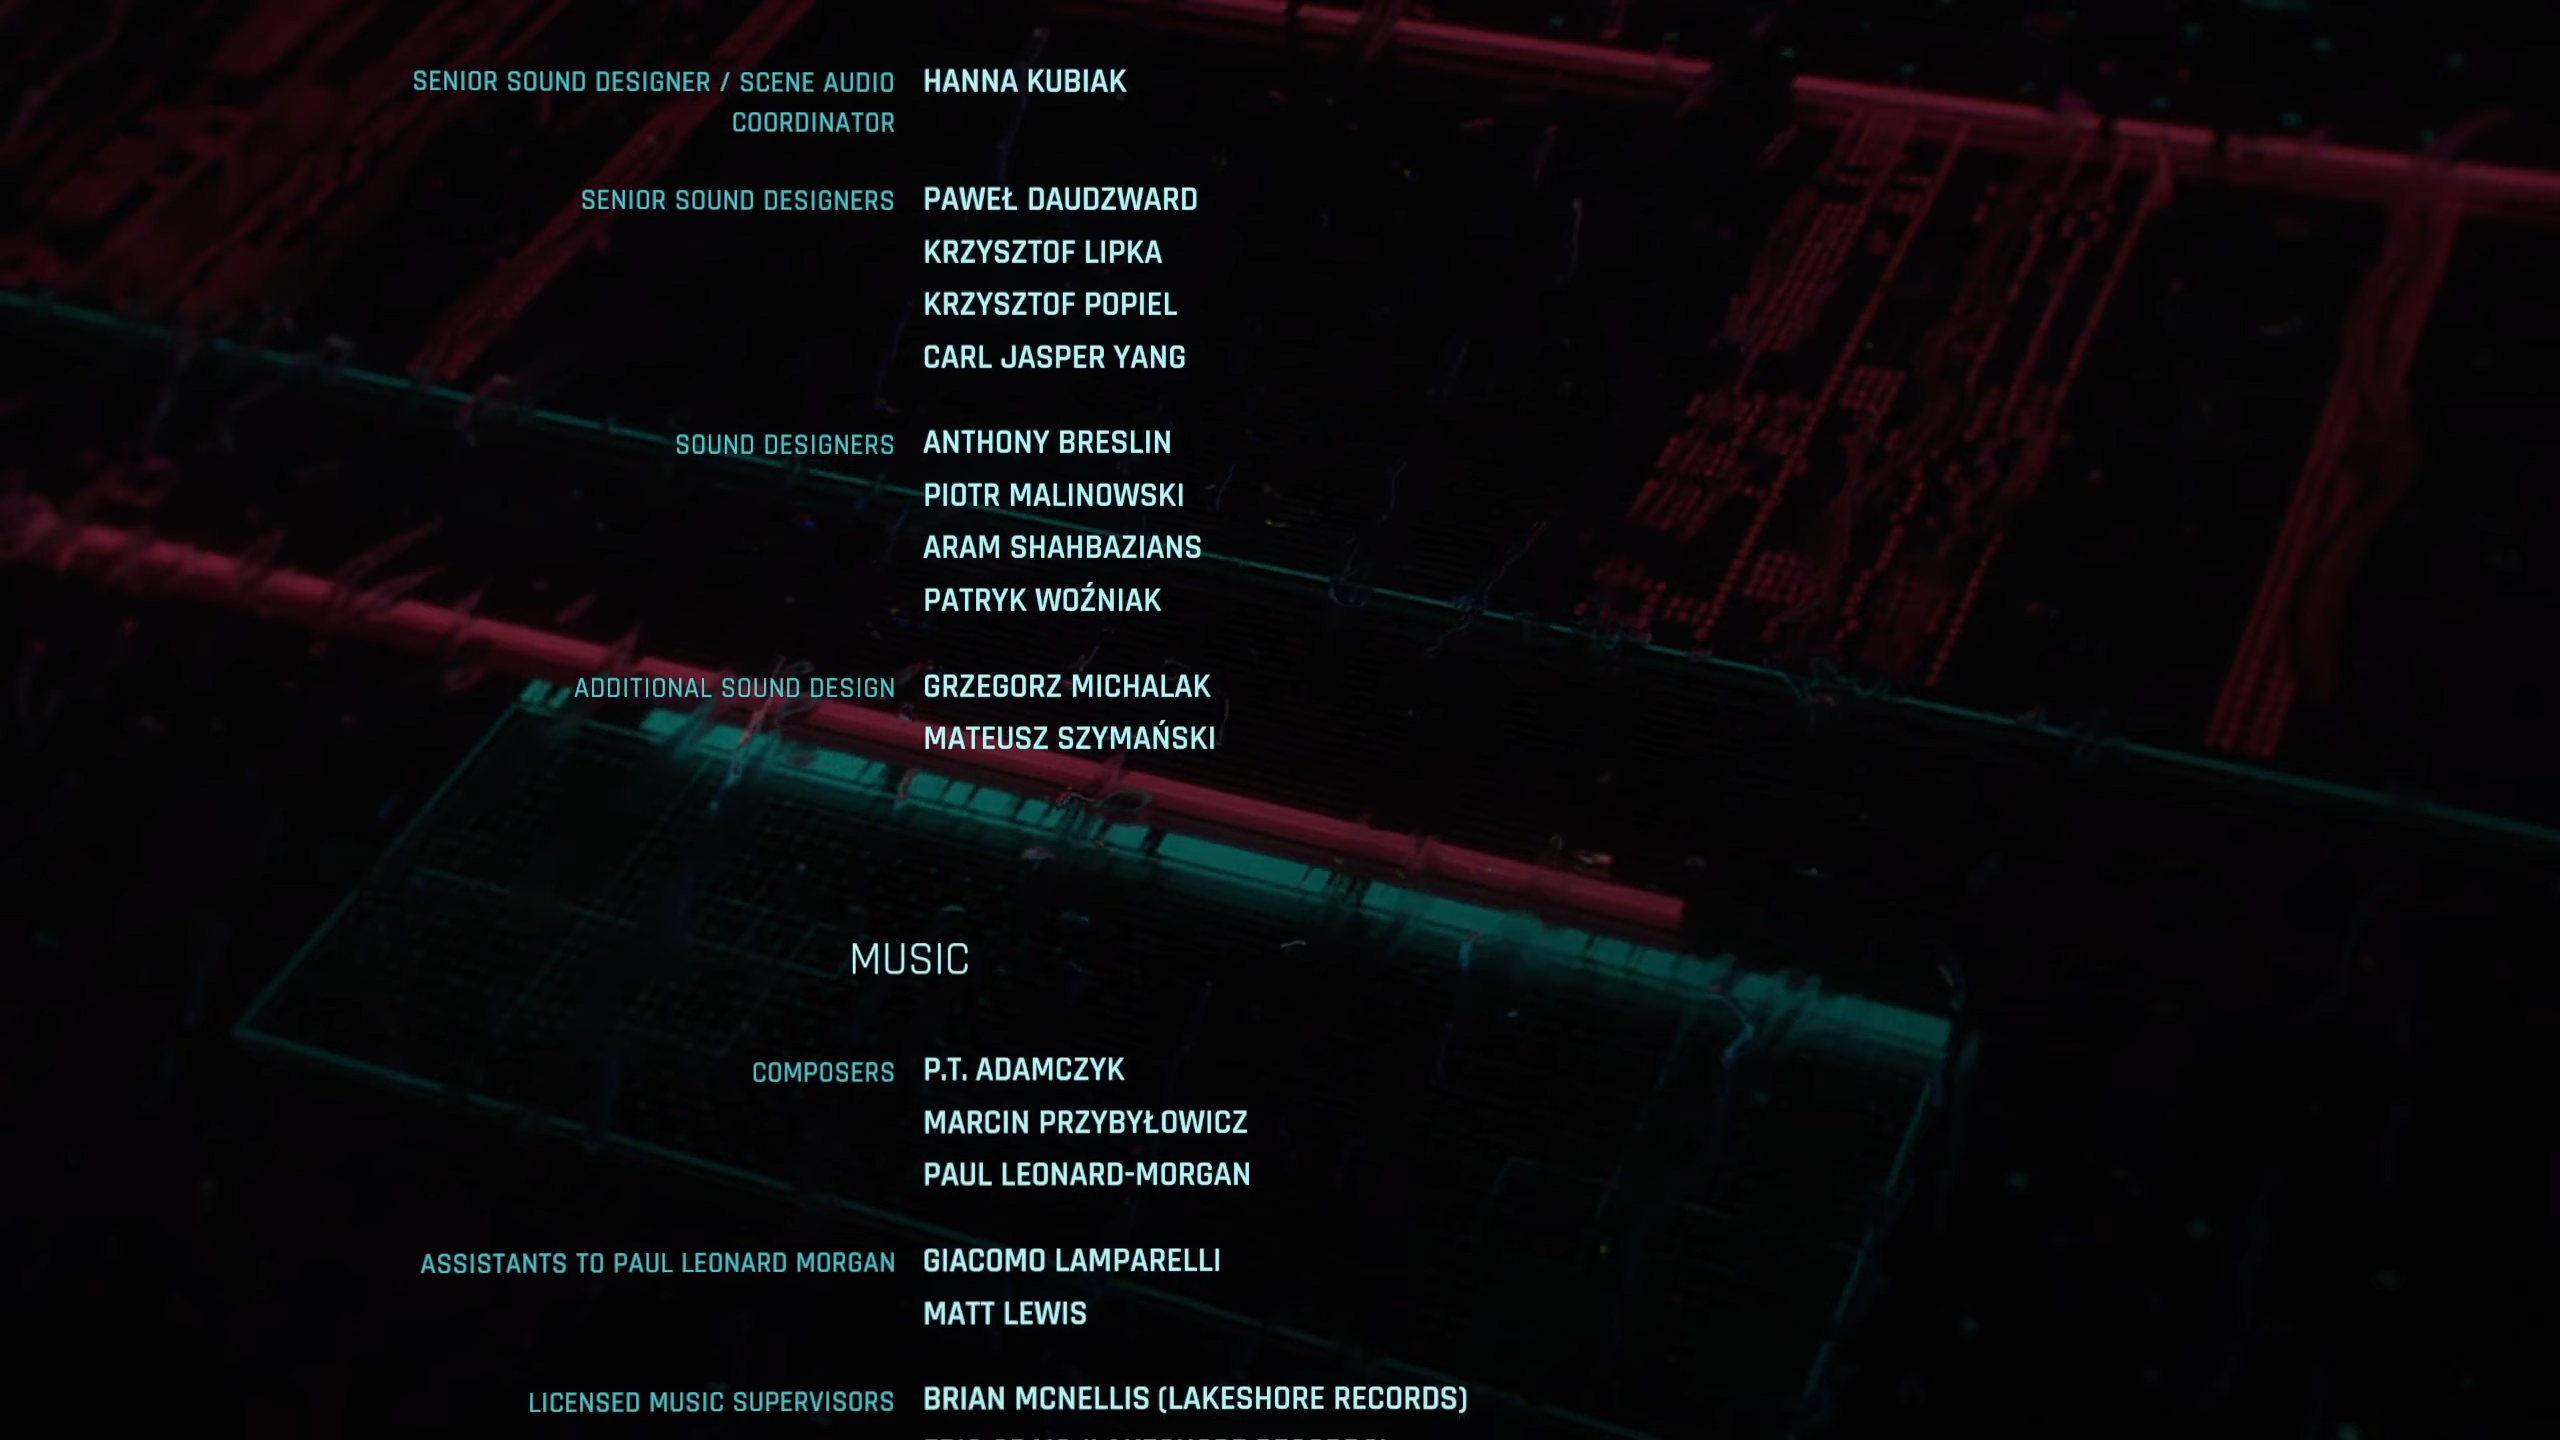 SENIOR SOUND DESIGNER / SCENE AUDIO COORDINATOR HANNA KUBIAK
SENIOR SOUND DESIGNERS PAWEŁ DAUDZWARD
KRZYSZTOF LIPKA
KRZYSZTOF POPIEL
CARL JASPER YANG
SOUND DESIGNERS ANTHONY BRESLIN
PIOTR MALINOWSKI
ARAM SHAHBAZIANS
PATRYK WOŹNIAK
ADDITIONAL SOUND DESIGN GRZEGORZ MICHALAK
MATEUSZ SZYMAŃSKI
MUSIC
COMPOSERS P.T. ADAMCZYK
MARCIN PRZYBYŁOWICZ
PAUL LEONARD-MORGAN
ASSISTANTS TO PAUL LEONARD MORGAN GIACOMO LAMPARELLI
MATT LEWIS
LICENSED MUSIC SUPERVISORS BRIAN MCNELLIS (LAKESHORE RECORDS)